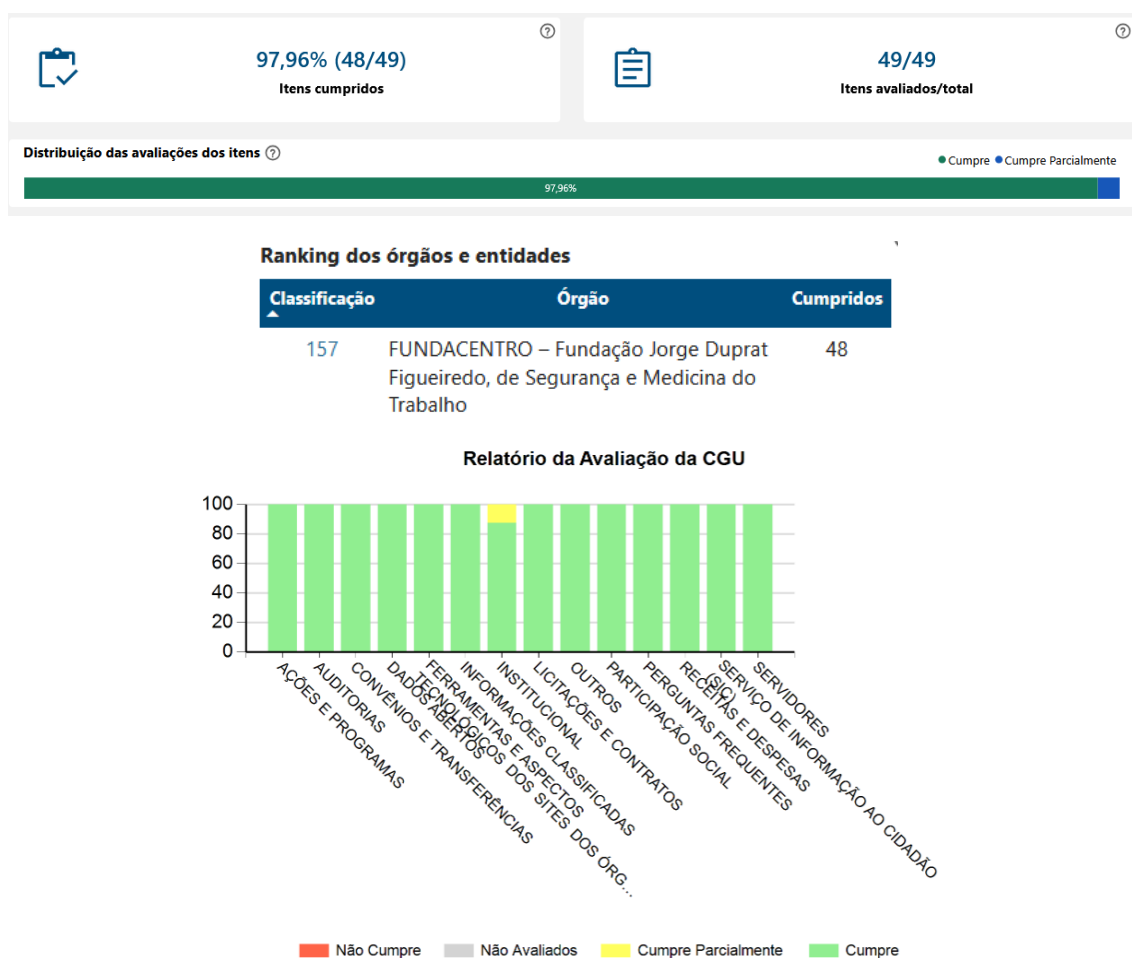 97,96% (48/49)
Itens cumpridos
49/49
Itens avaliados/total
Distribuição das avaliações dos itens
Cumpre Cumpre Parcialmente
97,96%
Ranking dos órgãos e entidades
Classificação Órgão Cumpridos
157 FUNDACENTRO – Fundação Jorge Duprat 48
Figueiredo, de Segurança e Medicina do
Trabalho
Relatório da Avaliação da CGU
100
80
60
40
20
0
AÇÕES E PROGRAMAS
AUDITORIAS
CONVÊNIOS E TRANSFERÊNCIAS
DADOS ABERTOS
FERRAMENTAS E ASPECTOS
TECNOLÓGICOS DOS SITES DOS ÓRG...
INFORMAÇÕES CLASSIFICADAS
INSTITUCIONAL
LICITAÇÕES E CONTRATOS
OUTROS
PARTICIPAÇÃO SOCIAL
PERGUNTAS FREQUENTES
RECEITAS E DESPESAS
SERVIÇO DE INFORMAÇÃO AO CIDADÃO
(SIC)
SERVIDORES
Não Cumpre Não Avaliados Cumpre Parcialmente Cumpre